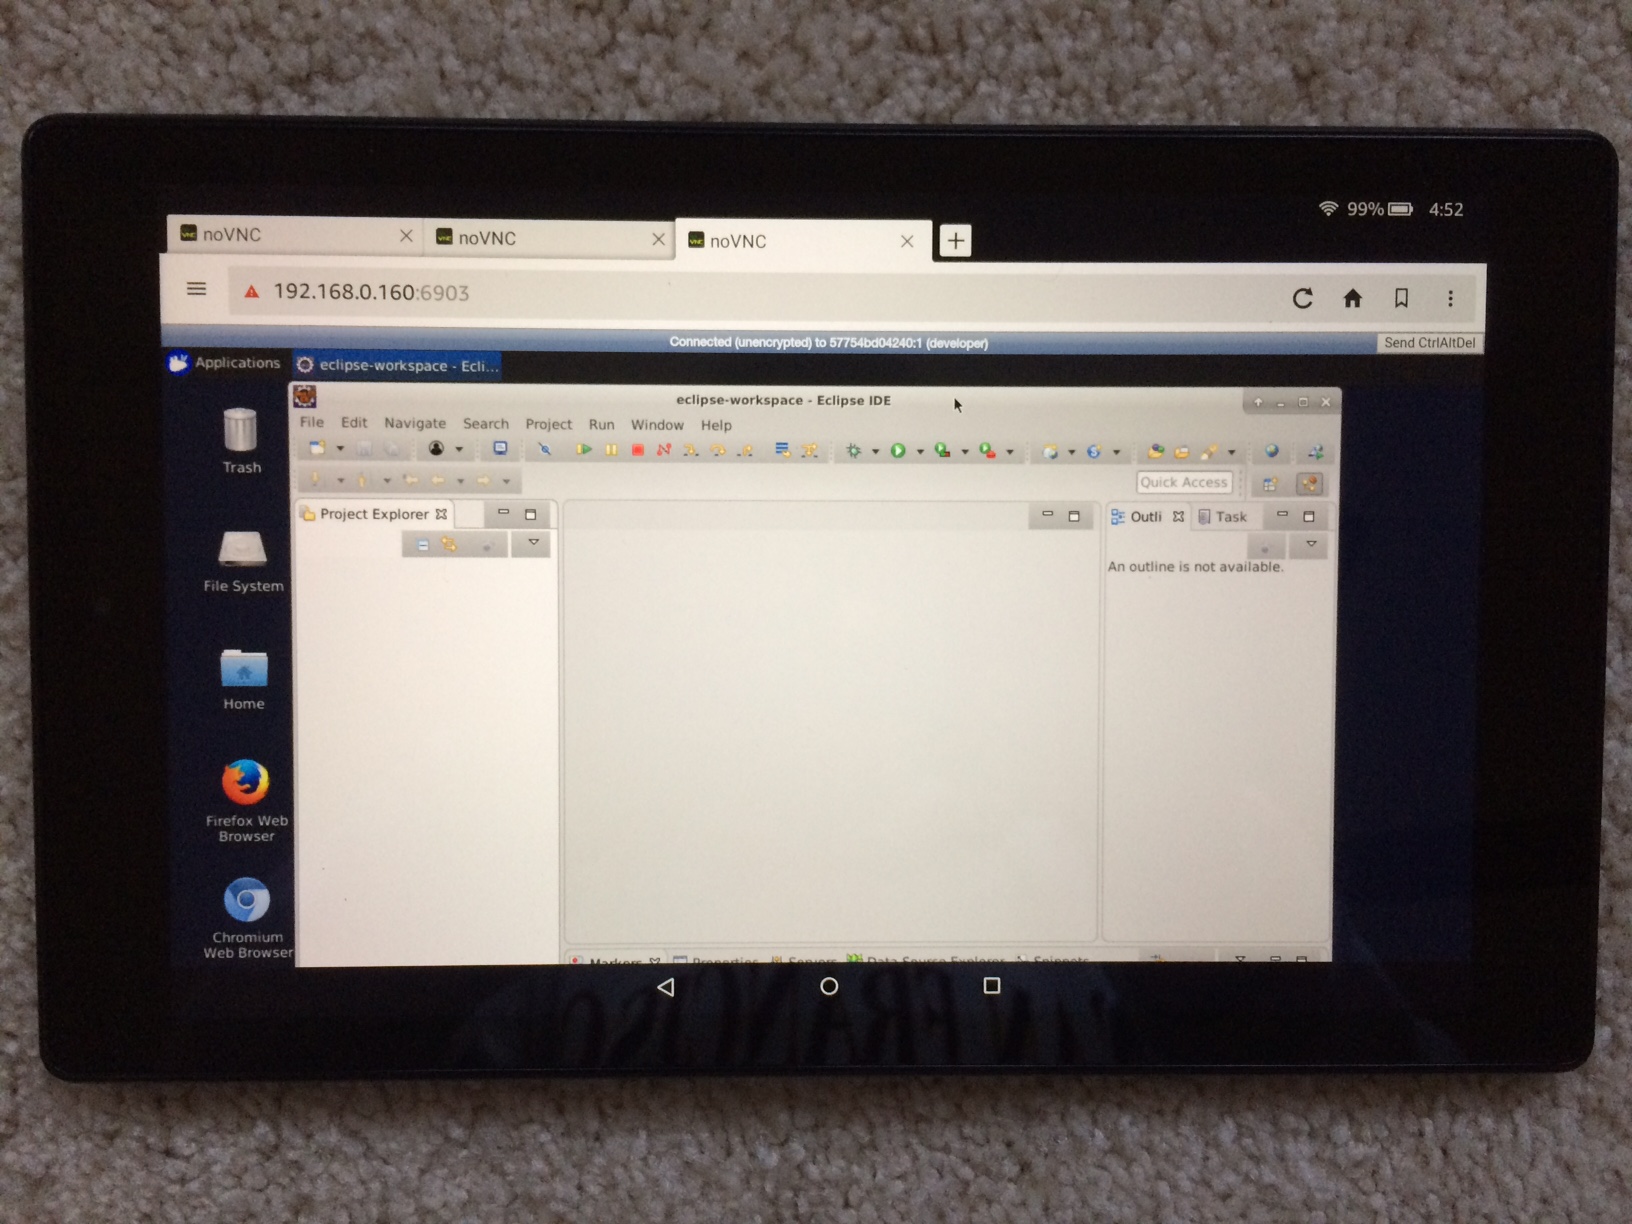 99% 4:52
noVNC noVNC noVNC
192.168.0.160:6903
Connected (unencrypted) to 57754bd04240:1 (developer) Send CtrlAltDel
Applications eclipse-workspace - Ecli...
eclipse-workspace - Eclipse IDE
File Edit Navigate Search Project Run Window Help
Quick Access
Project Explorer
Outli Task
An outline is not available.
Trash
File System
Home
Firefox Web
Browser
Chromium
Web Browser
Markers Properties Servers Data Source Explorer Snippets